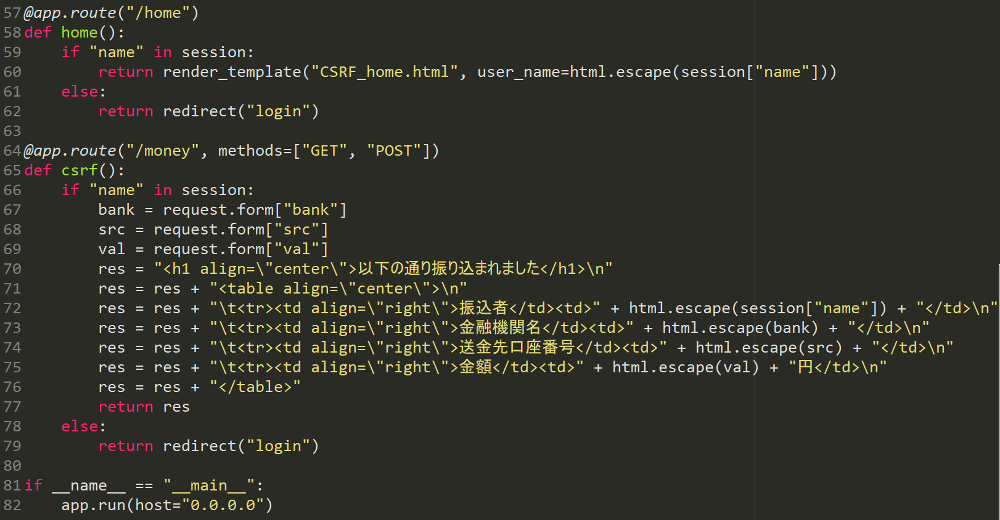 57@app.route("/home")
58def home():
59    if "name" in session:
60        return render_template("CSRF_home.html", user_name=html.escape(session["name"]))
61    else:
62        return redirect("login")
63
64@app.route("/money", methods=["GET", "POST"])
65def csrf():
66    if "name" in session:
67        bank = request.form["bank"]
68        src = request.form["src"]
69        val = request.form["val"]
70        res = "<h1 align=\"center\">以下の通り振り込まれました</h1>\n"
71        res = res + "<table align=\"center\">\n"
72        res = res + "\t<tr><td align=\"right\">振込者</td><td>" + html.escape(session["name"]) + "</td>\n"
73        res = res + "\t<tr><td align=\"right\">金融機関名</td><td>" + html.escape(bank) + "</td>\n"
74        res = res + "\t<tr><td align=\"right\">送金先口座番号</td><td>" + html.escape(src) + "</td>\n"
75        res = res + "\t<tr><td align=\"right\">金額</td><td>" + html.escape(val) + "円</td>\n"
76        res = res + "</table>"
77        return res
78    else:
79        return redirect("login")
80
81if __name__ == "__main__":
82    app.run(host="0.0.0.0")